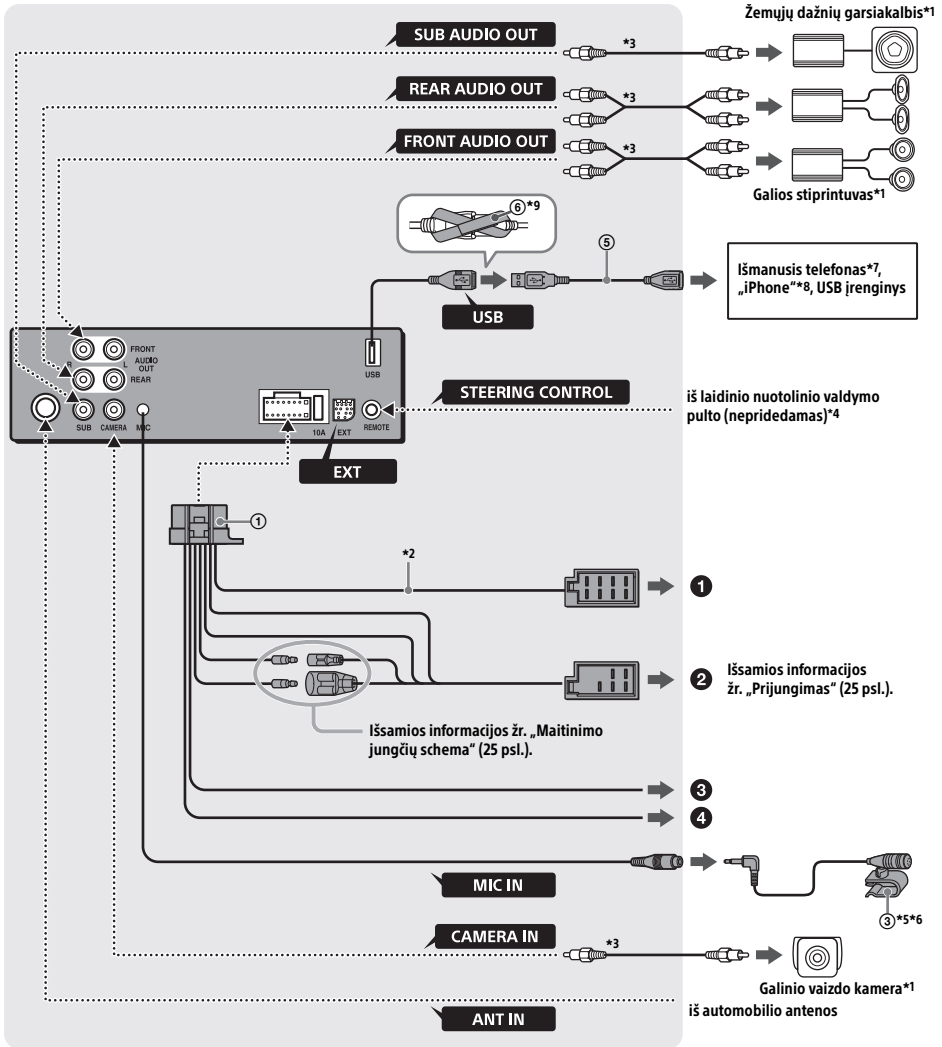 Žemųjų dažnių garsiakalbis*1
SUB AUDIO OUT
*3
REAR AUDIO OUT
*3
FRONT AUDIO OUT
*3
Galios stiprintuvas*1
⑥*9
⑤
Išmanusis telefonas*7,
„iPhone“*8, USB įrenginys
USB
FRONT
R L AUDIO
OUT
REAR
USB
STEERING CONTROL
iš laidinio nuotolinio valdymo
pulto (nepridedamas)*4
SUB CAMERA MIC
10A EXT REMOTE
EXT
①
*2
❶
❷
Išsamios informacijos
žr. „Prijungimas“ (25 psl.).
Išsamios informacijos žr. „Maitinimo
jungčių schema“ (25 psl.).
❸
❹
MIC IN
③*5*6
CAMERA IN
*3
Galinio vaizdo kamera*1
iš automobilio antenos
ANT IN